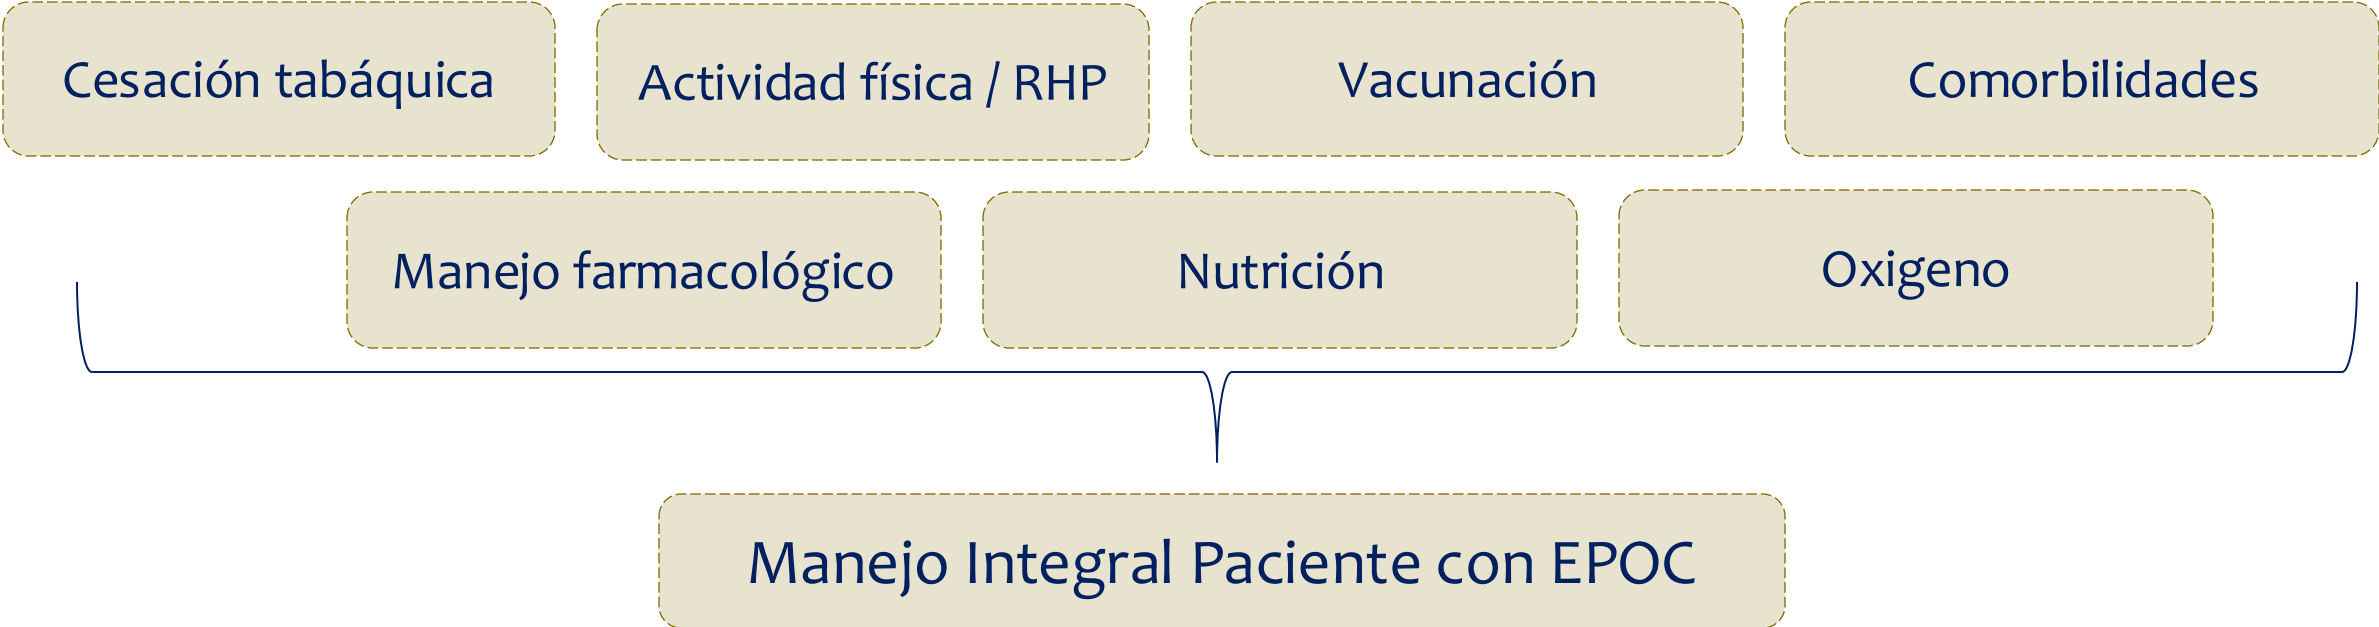 Cesación tabáquica
Actividad física / RHP
Vacunación
Comorbilidades
Manejo farmacológico
Nutrición
Oxigeno
Manejo Integral Paciente con EPOC